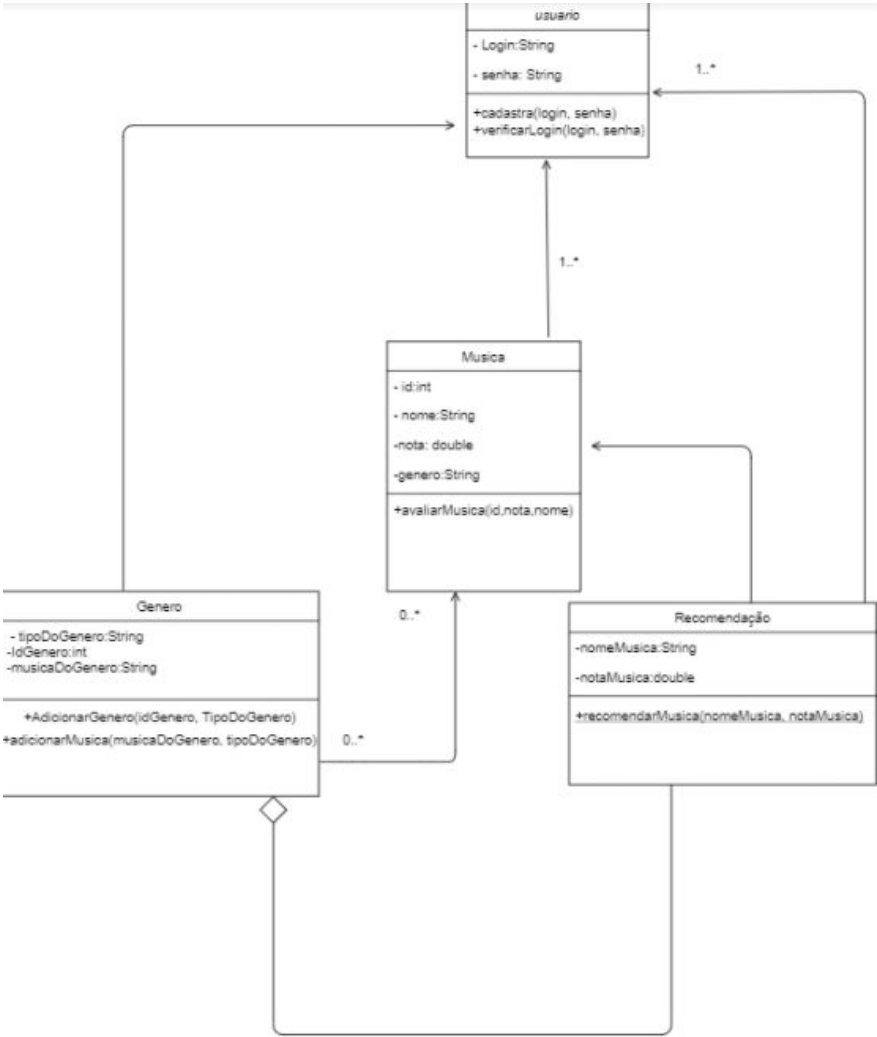 usuario
- Login:String
- senha: String
+cadastra(login, senha)
+verificarLogin(login, senha)
1..*
1..*
Musica
- id:int
- nome:String
-nota: double
-genero:String
+avaliarMusica(id,nota,nome)
Genero
- tipoDoGenero:String
-IdGenero:int
-musicaDoGenero:String
+AdicionarGenero(idGenero, TipoDoGenero)
+adicionarMusica(musicaDoGenero, tipoDoGenero)
0..*
0..*
Recomendação
-nomeMusica:String
-notaMusica:double
+recomendarMusica(nomeMusica, notaMusica)